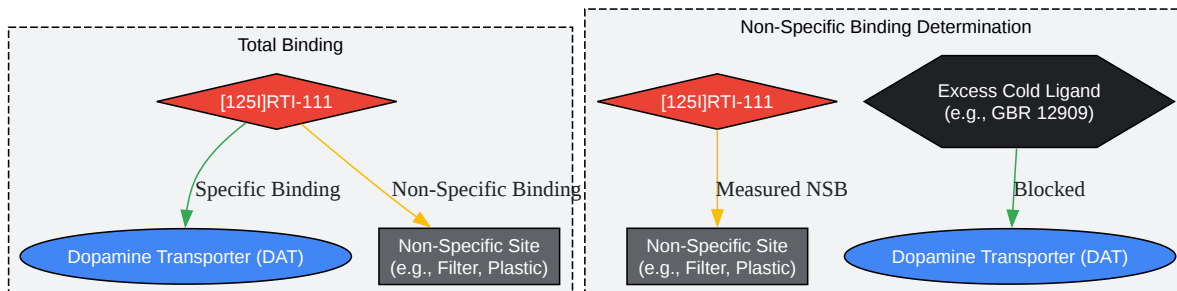 Total Binding
[125I]RTI-111
Specific Binding
Non-Specific Binding
Dopamine Transporter (DAT)
Non-Specific Site
(e.g., Filter, Plastic)
Non-Specific Binding Determination
[125I]RTI-111
Excess Cold Ligand
(e.g., GBR 12909)
Measured NSB
Blocked
Non-Specific Site
(e.g., Filter, Plastic)
Dopamine Transporter (DAT)